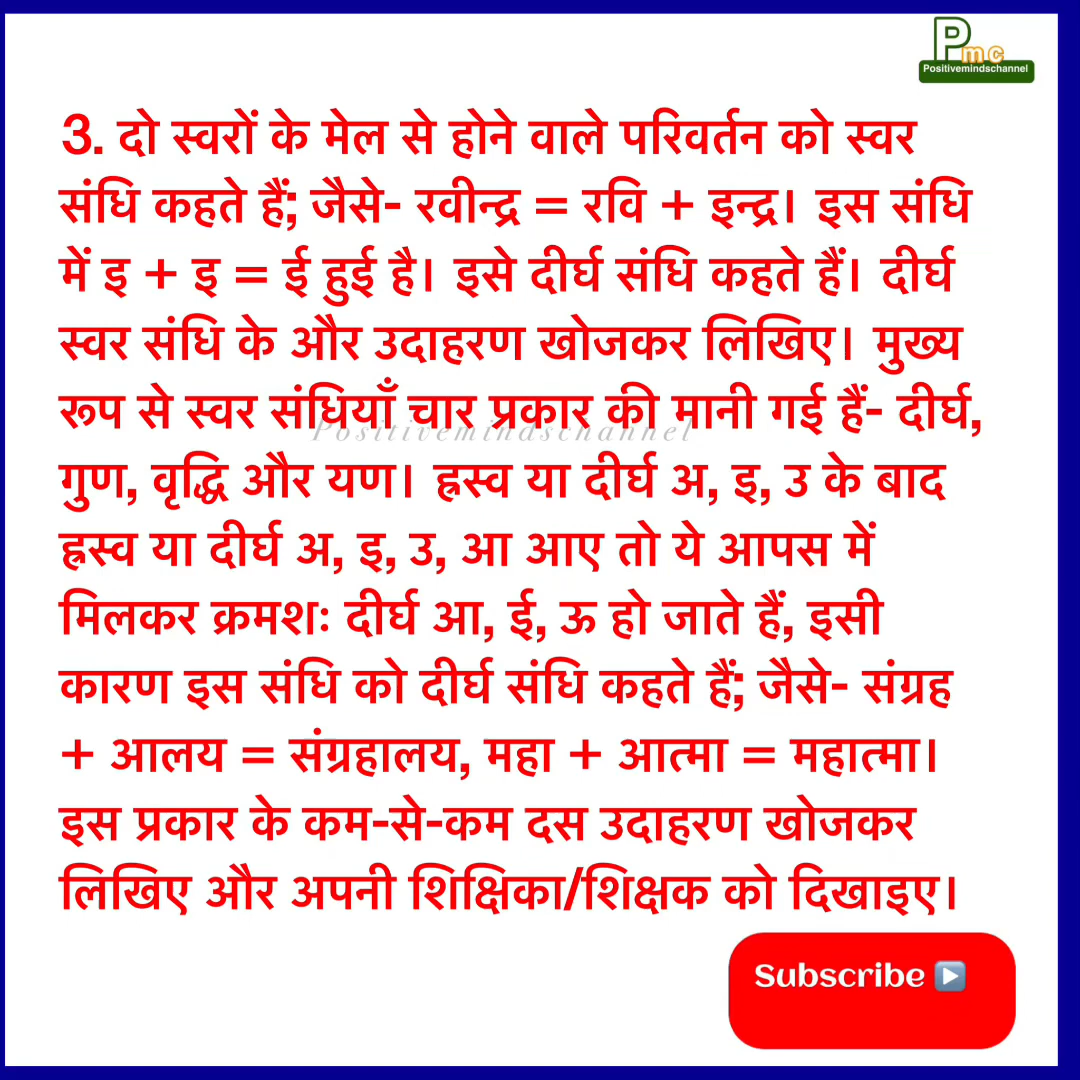 Pmc
Positivemindschannel
3. दो स्वरों के मेल से होने वाले परिवर्तन को स्वर
संधि कहते हैं; जैसे- रवीन्द्र = रवि + इन्द्र। इस संधि
में इ + इ = ई हुई है। इसे दीर्घ संधि कहते हैं। दीर्घ
स्वर संधि के और उदाहरण खोजकर लिखिए। मुख्य
रूप से स्वर संधियाँ चार प्रकार की मानी गई हैं- दीर्घ,
Positivemindschannel
गुण, वृद्धि और यण। ह्रस्व या दीर्घ अ, इ, उ के बाद
ह्रस्व या दीर्घ अ, इ, उ, आ आए तो ये आपस में
मिलकर क्रमशः दीर्घ आ, ई, ऊ हो जाते हैं, इसी
कारण इस संधि को दीर्घ संधि कहते हैं; जैसे- संग्रह
+ आलय = संग्रहालय, महा + आत्मा = महात्मा।
इस प्रकार के कम-से-कम दस उदाहरण खोजकर
लिखिए और अपनी शिक्षिका/शिक्षक को दिखाइए।
Subscribe